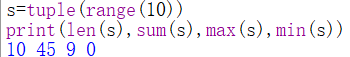 s=tuple(range(10))
print(len(s),sum(s),max(s),min(s))
10 45 9 0